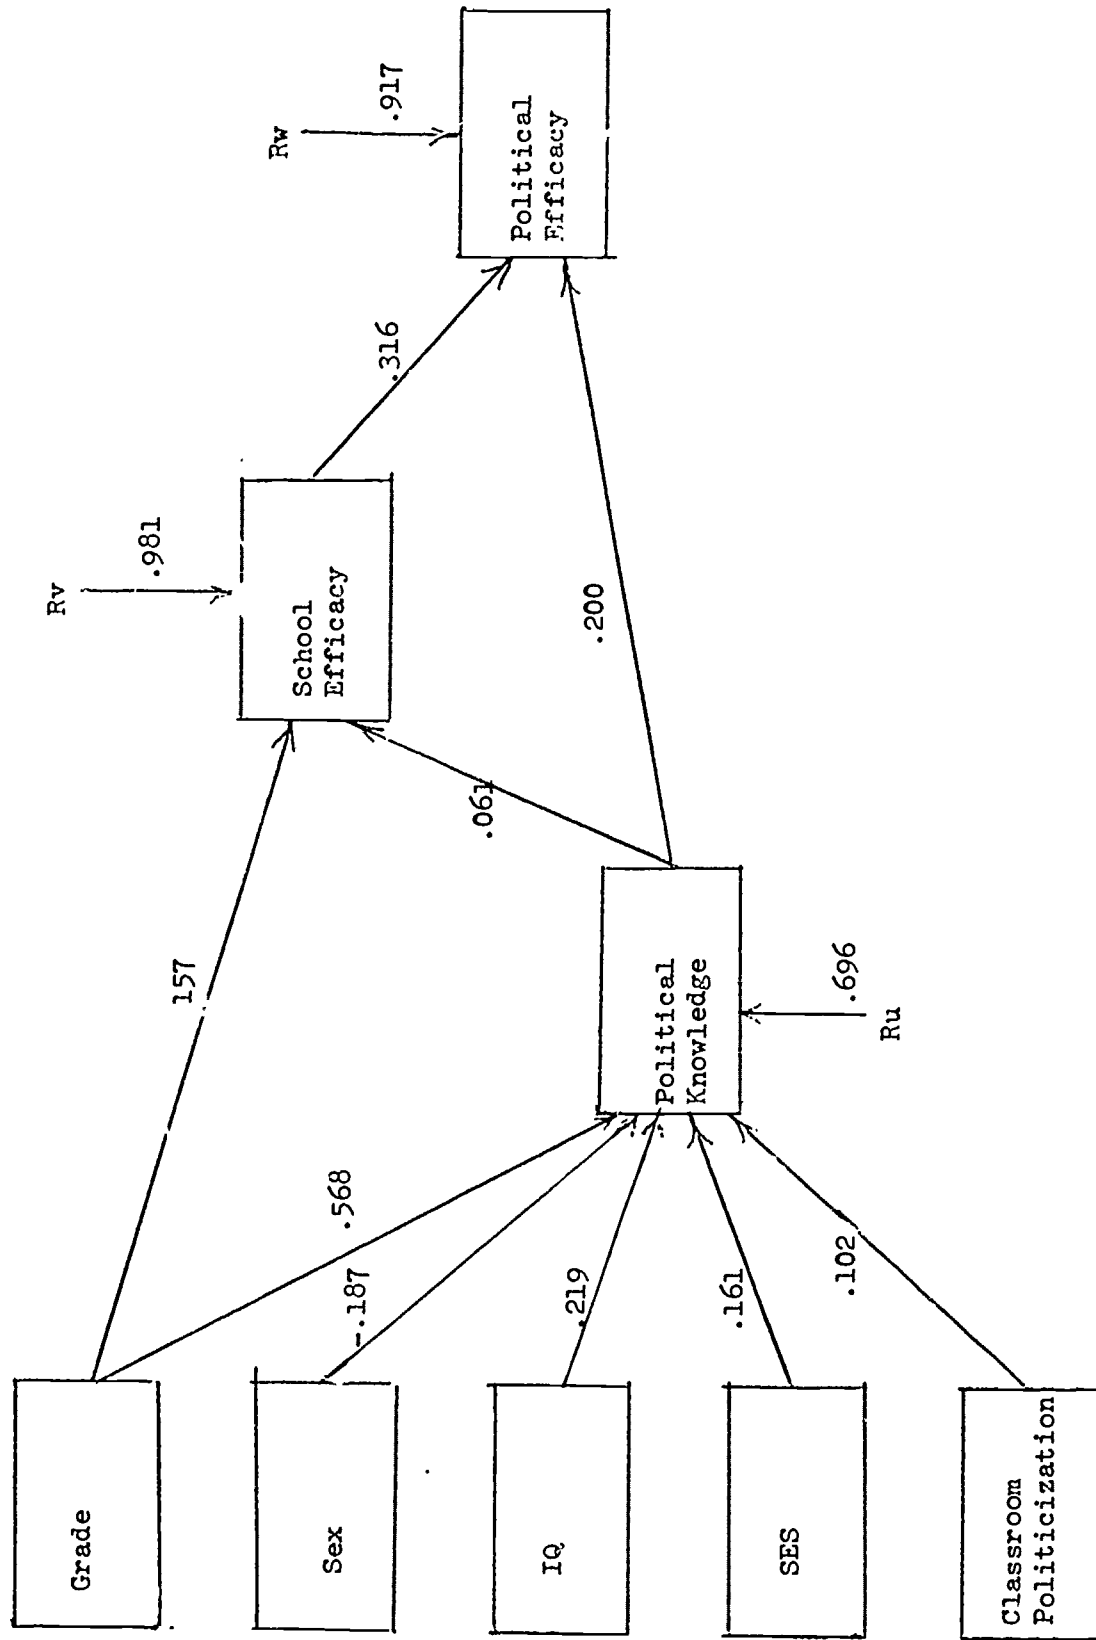 Grade
Sex
IQ
SES
Classroom
Politicization
157
.568
-.187
.219
.161
.102
Political
Knowledge
.696
Ru
.061
.200
School
Efficacy
Rv
.981
.316
Political
Efficacy
Rw
.917